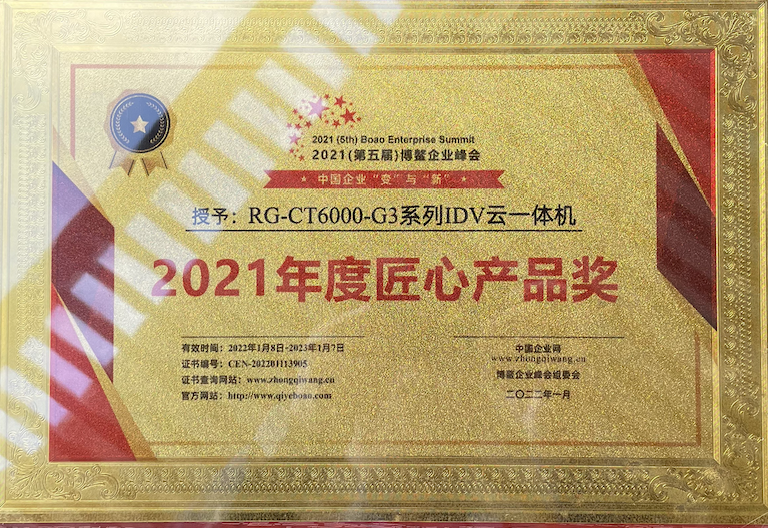 2021 (5th) Boao Enterprise Summit
2021(第五届)博鳌企业峰会
★ 中国企业“变”与“新” ★
授予：RG-CT6000-G3系列IDV云一体机
2021年度匠心产品奖
有效时间：2022年1月8日-2023年1月7日
证书编号：CEN-202201113905
证书查询网站：www.zhongqiwang.cn
官方网站：http://www.qiyeboao.com
中国企业网
www.zhongqiwang.cn
博鳌企业峰会组委会
二〇二二年一月